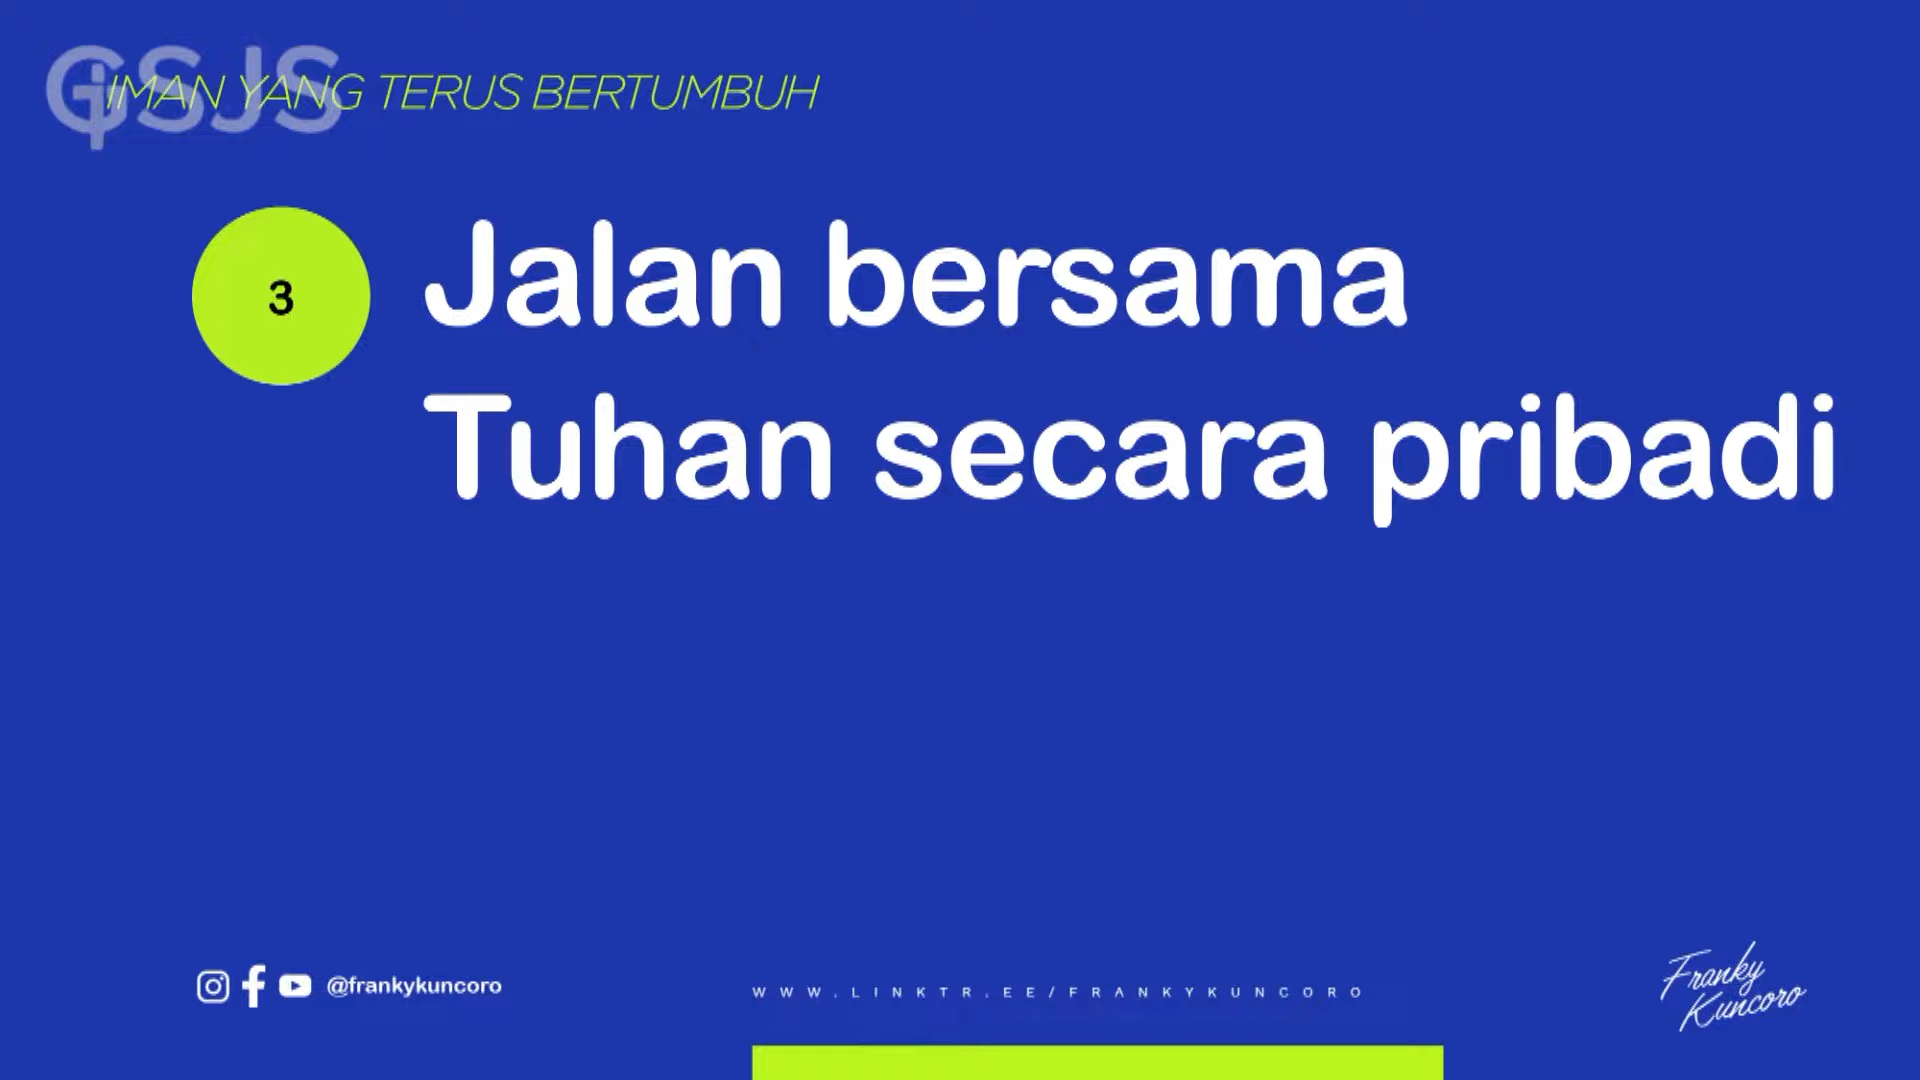 GSJS
IMAN YANG TERUS BERTUMBUH
3
Jalan bersama
Tuhan secara pribadi
@frankykuncoro
WWW.LINKTR.EE/FRANKYKUNCORO
Franky
Kuncoro